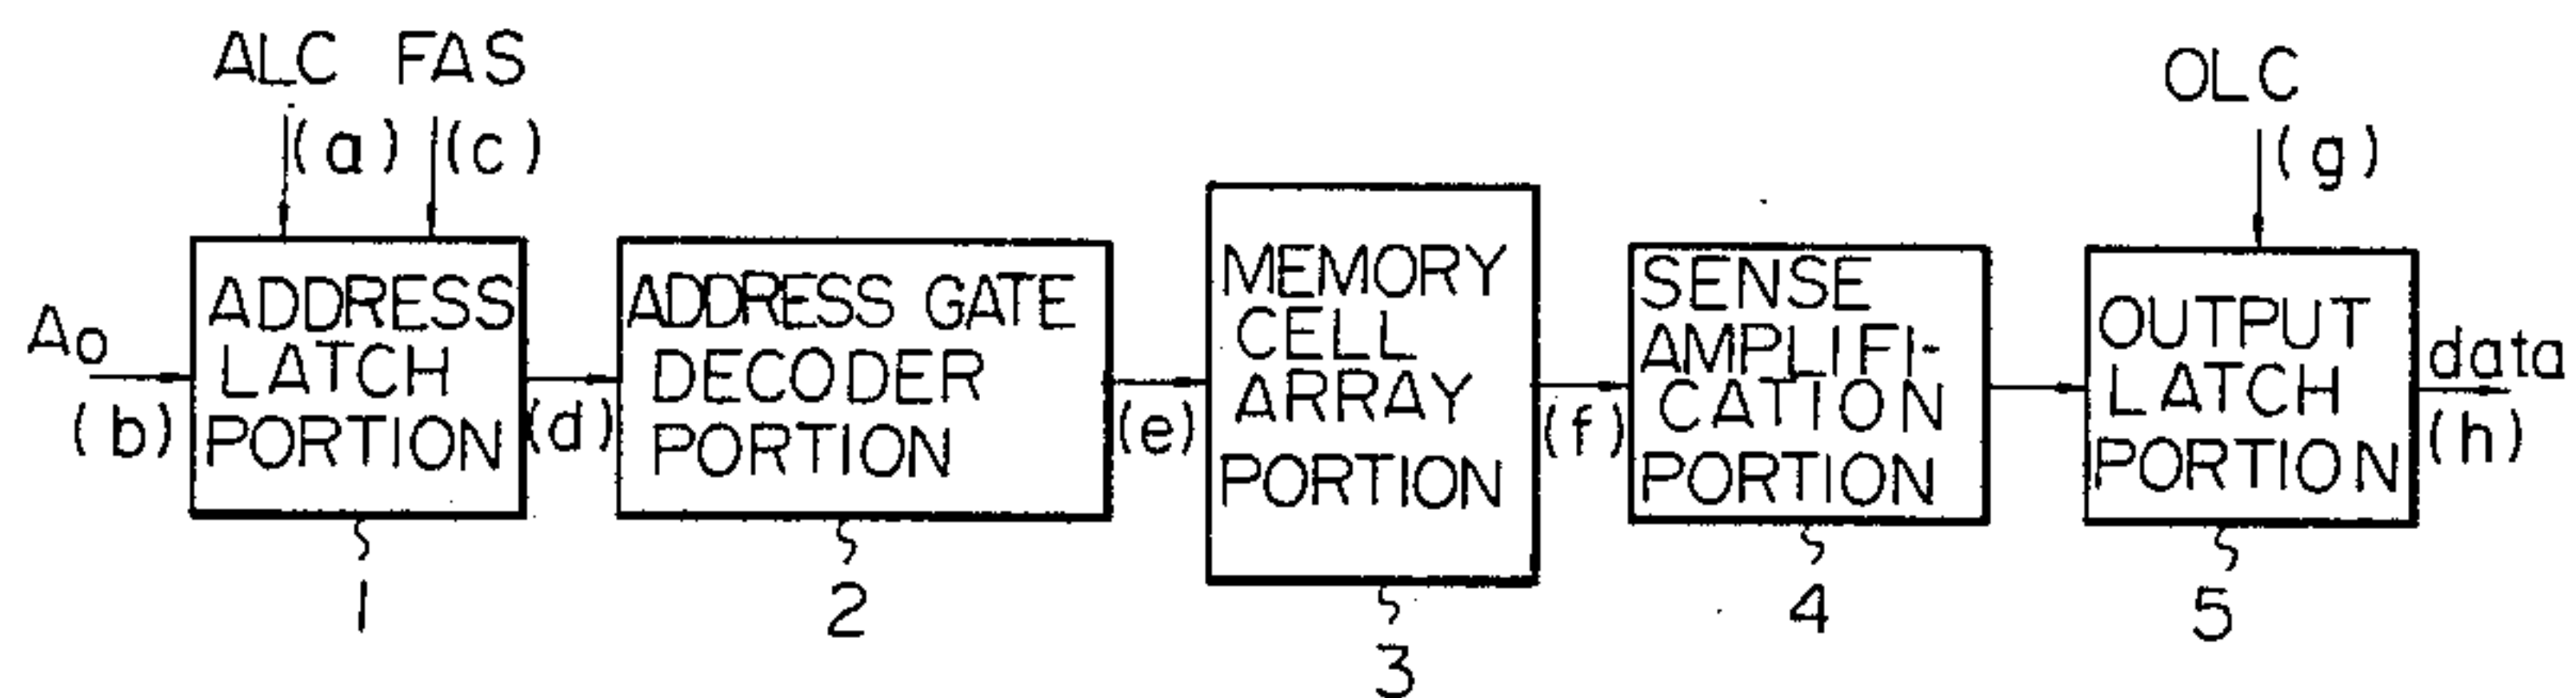 ALC FAS
(a) (c)
OLC
(g)
Ao
(b)
ADDRESS
LATCH
PORTION
(d)
ADDRESS GATE
DECODER
PORTION
(e)
MEMORY
CELL
ARRAY
PORTION
(f)
SENSE
AMPLIFI-
CATION
PORTION
OUTPUT
LATCH
PORTION
data
(h)
1
2
3
4
5